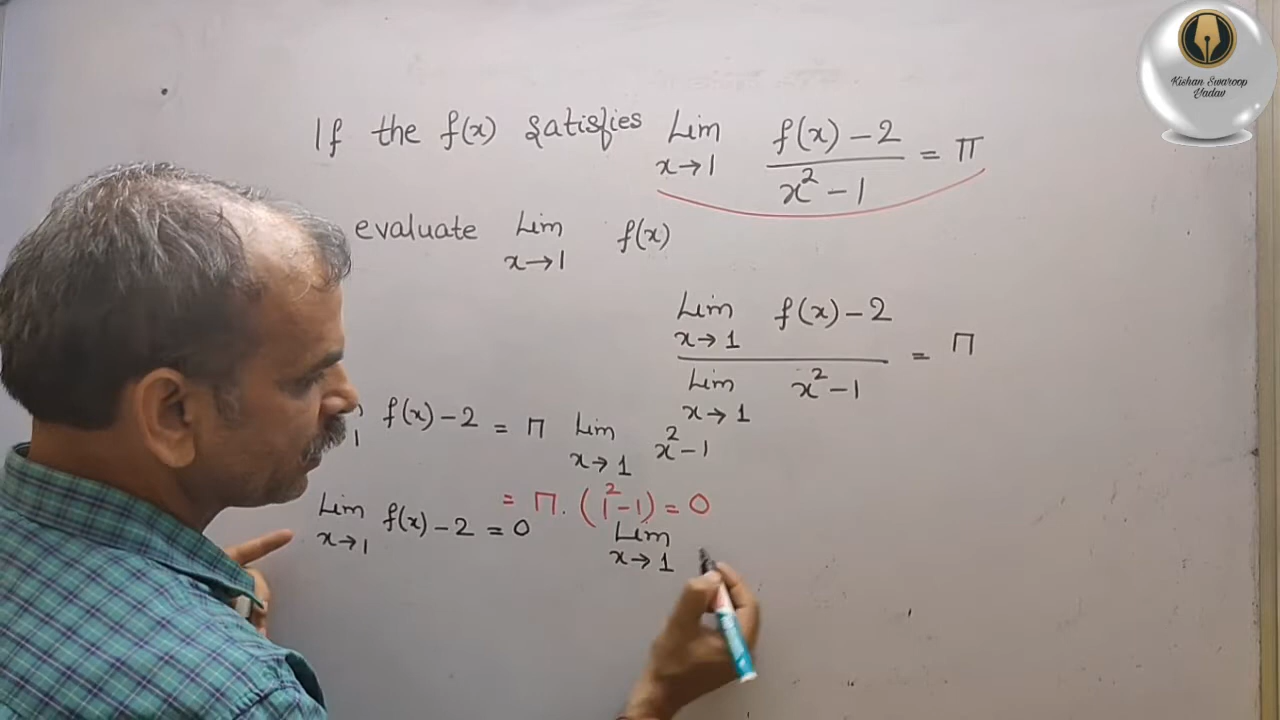 Kishan Swaroop
Yadav
If the f(x) satisfies Lim x→1 f(x) − 2 / x² − 1 = π
evaluate Lim x→1 f(x)
Lim x→1 f(x) − 2 / Lim x→1 x² − 1 = π
1 f(x) − 2 = π Lim x→1 x² − 1
= π. (1² − 1) = 0
Lim x→1 f(x) − 2 = 0 Lim x→1